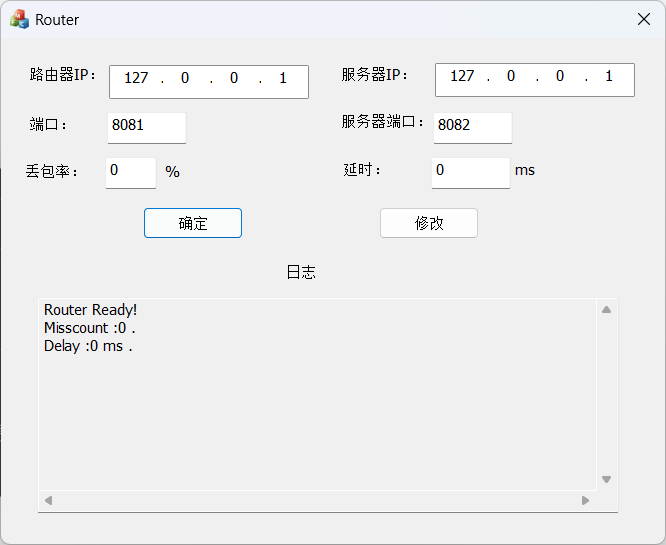 Router
路由器IP： 127 . 0 . 0 . 1 服务器IP： 127 . 0 . 0 . 1
端口： 8081 服务器端口： 8082
丢包率： 0 % 延时： 0 ms
确定 修改
日志
Router Ready!
Misscount :0 .
Delay :0 ms .